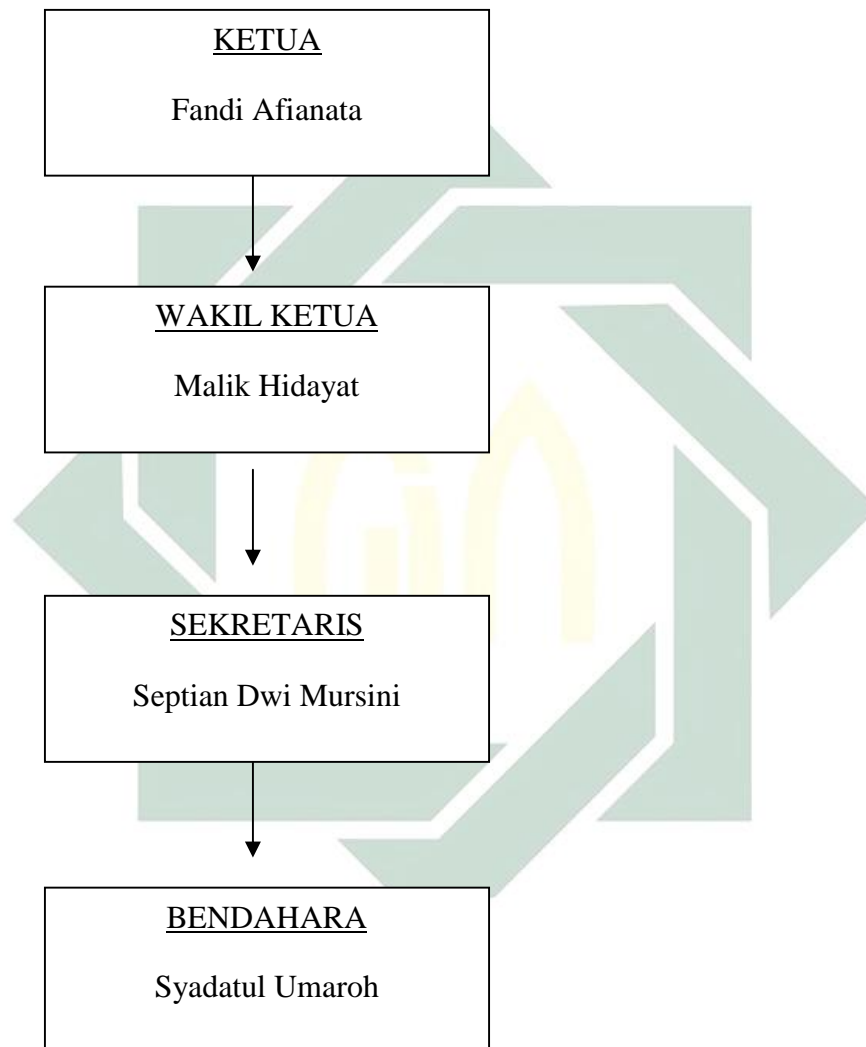 KETUA
Fandi Afianata
WAKIL KETUA
Malik Hidayat
SEKRETARIS
Septian Dwi Mursini
BENDAHARA
Syadatul Umaroh